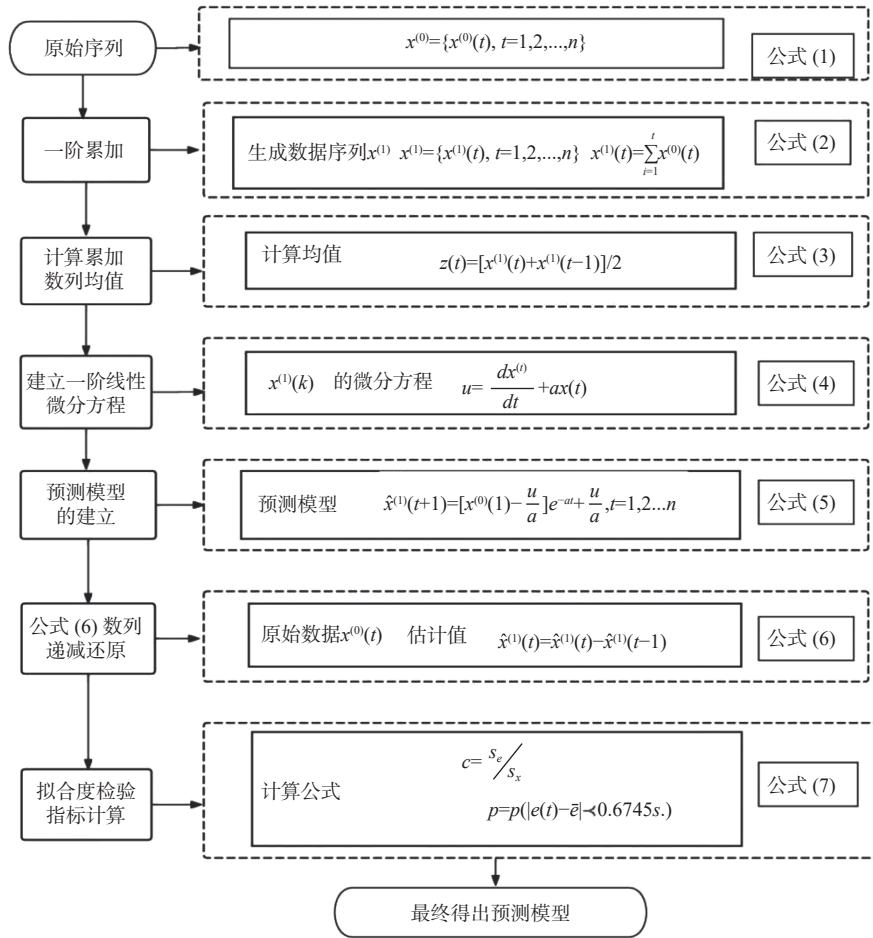 原始序列
x⁽⁰⁾={x⁽⁰⁾(t), t=1,2,...,n}
公式 (1)
一阶累加
生成数据序列x⁽¹⁾ x⁽¹⁾={x⁽¹⁾(t), t=1,2,...,n} x⁽¹⁾(t)=∑ᵢ₌₁ᵗx⁽⁰⁾(t)
公式 (2)
计算累加
数列均值
计算均值
z(t)=[x⁽¹⁾(t)+x⁽¹⁾(t−1)]/2
公式 (3)
建立一阶线性
微分方程
x⁽¹⁾(k) 的微分方程 u= dx⁽ᵗ⁾/dt +ax(t)
公式 (4)
预测模型
的建立
预测模型 x̂⁽¹⁾(t+1)=[x⁽⁰⁾(1)−u/a]e⁻ᵃᵗ+u/a,t=1,2...n
公式 (5)
公式 (6) 数列
递减还原
原始数据x⁽⁰⁾(t) 估计值 x̂⁽¹⁾(t)=x̂⁽¹⁾(t)−x̂⁽¹⁾(t−1)
公式 (6)
拟合度检验
指标计算
计算公式
c= sₑ/sₓ
p=p(|e(t)−ē|≺0.6745s.)
公式 (7)
最终得出预测模型